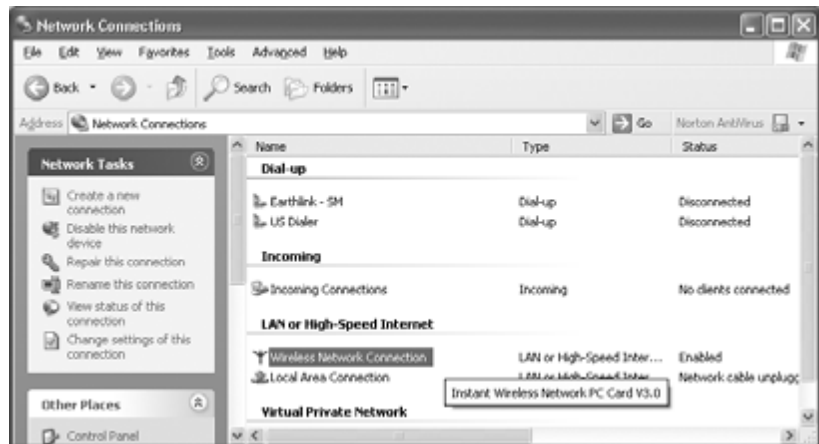 Network Connections
File Edit View Favorites Tools Advanced Help
Back Search Folders
Address Network Connections Go Norton AntiVirus
Network Tasks
Create a new
connection
Disable this network
device
Repair this connection
Rename this connection
View status of this
connection
Change settings of this
connection
Other Places
Control Panel
Name Type Status
Dial-up
Earthlink - SM Dial-up Disconnected
US Dialer Dial-up Disconnected
Incoming
Incoming Connections Incoming No clients connected
LAN or High-Speed Internet
Wireless Network Connection LAN or High-Speed Inter... Enabled
Local Area Connection LAN or High-Speed Inter... Network cable unplugg
Instant Wireless Network PC Card V3.0
Virtual Private Network